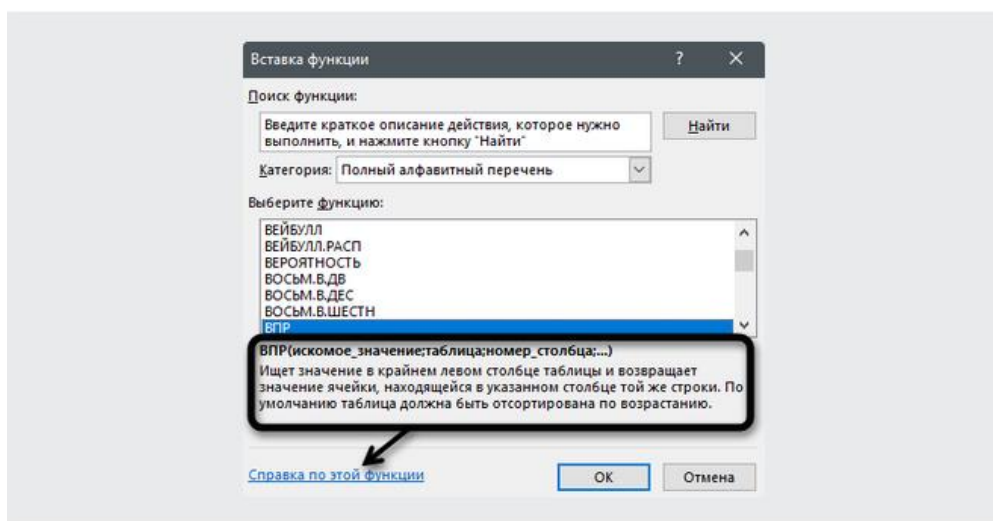 Вставка функции ? ✕
Поиск функции:
Введите краткое описание действия, которое нужно
выполнить, и нажмите кнопку "Найти"
Найти
Категория: Полный алфавитный перечень
Выберите функцию:
ВЕЙБУЛЛ
ВЕЙБУЛЛ.РАСП
ВЕРОЯТНОСТЬ
ВОСЬМ.В.ДВ
ВОСЬМ.В.ДЕС
ВОСЬМ.В.ШЕСТН
ВПР
ВПР(искомое_значение;таблица;номер_столбца;...)
Ищет значение в крайнем левом столбце таблицы и возвращает
значение ячейки, находящейся в указанном столбце той же строки. По
умолчанию таблица должна быть отсортирована по возрастанию.
Справка по этой функции
ОК
Отмена